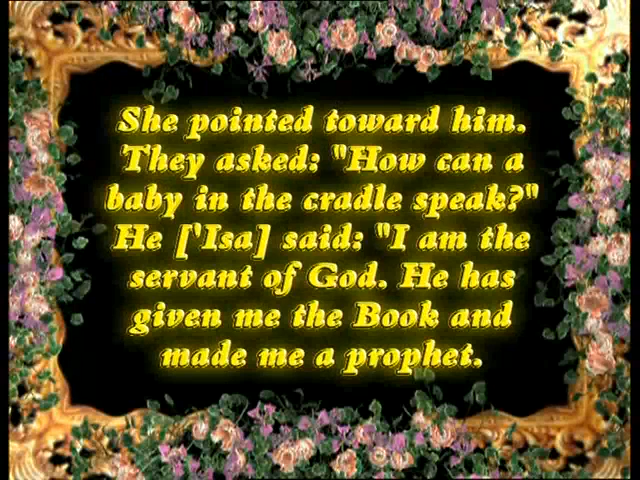 She pointed toward him.
They asked: "How can a
baby in the cradle speak?"
He ['Isa] said: "I am the
servant of God. He has
given me the Book and
made me a prophet.